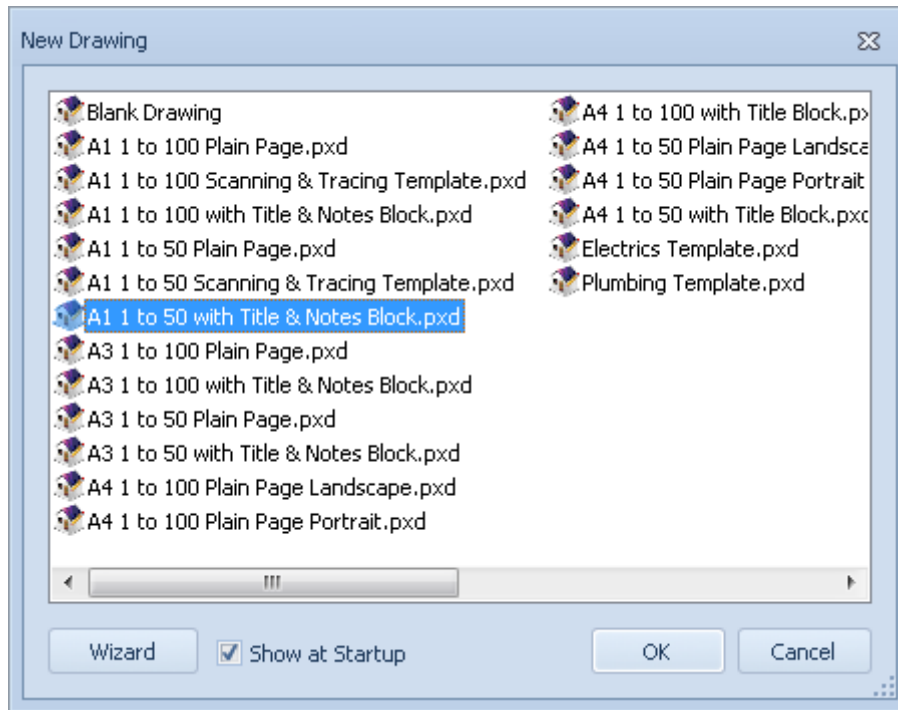 New Drawing
Blank Drawing
A1 1 to 100 Plain Page.pxd
A1 1 to 100 Scanning & Tracing Template.pxd
A1 1 to 100 with Title & Notes Block.pxd
A1 1 to 50 Plain Page.pxd
A1 1 to 50 Scanning & Tracing Template.pxd
A1 1 to 50 with Title & Notes Block.pxd
A3 1 to 100 Plain Page.pxd
A3 1 to 100 with Title & Notes Block.pxd
A3 1 to 50 Plain Page.pxd
A3 1 to 50 with Title & Notes Block.pxd
A4 1 to 100 Plain Page Landscape.pxd
A4 1 to 100 Plain Page Portrait.pxd
A4 1 to 100 with Title Block.p
A4 1 to 50 Plain Page Landsca
A4 1 to 50 Plain Page Portrait
A4 1 to 50 with Title Block.px
Electrics Template.pxd
Plumbing Template.pxd
Wizard
Show at Startup
OK
Cancel